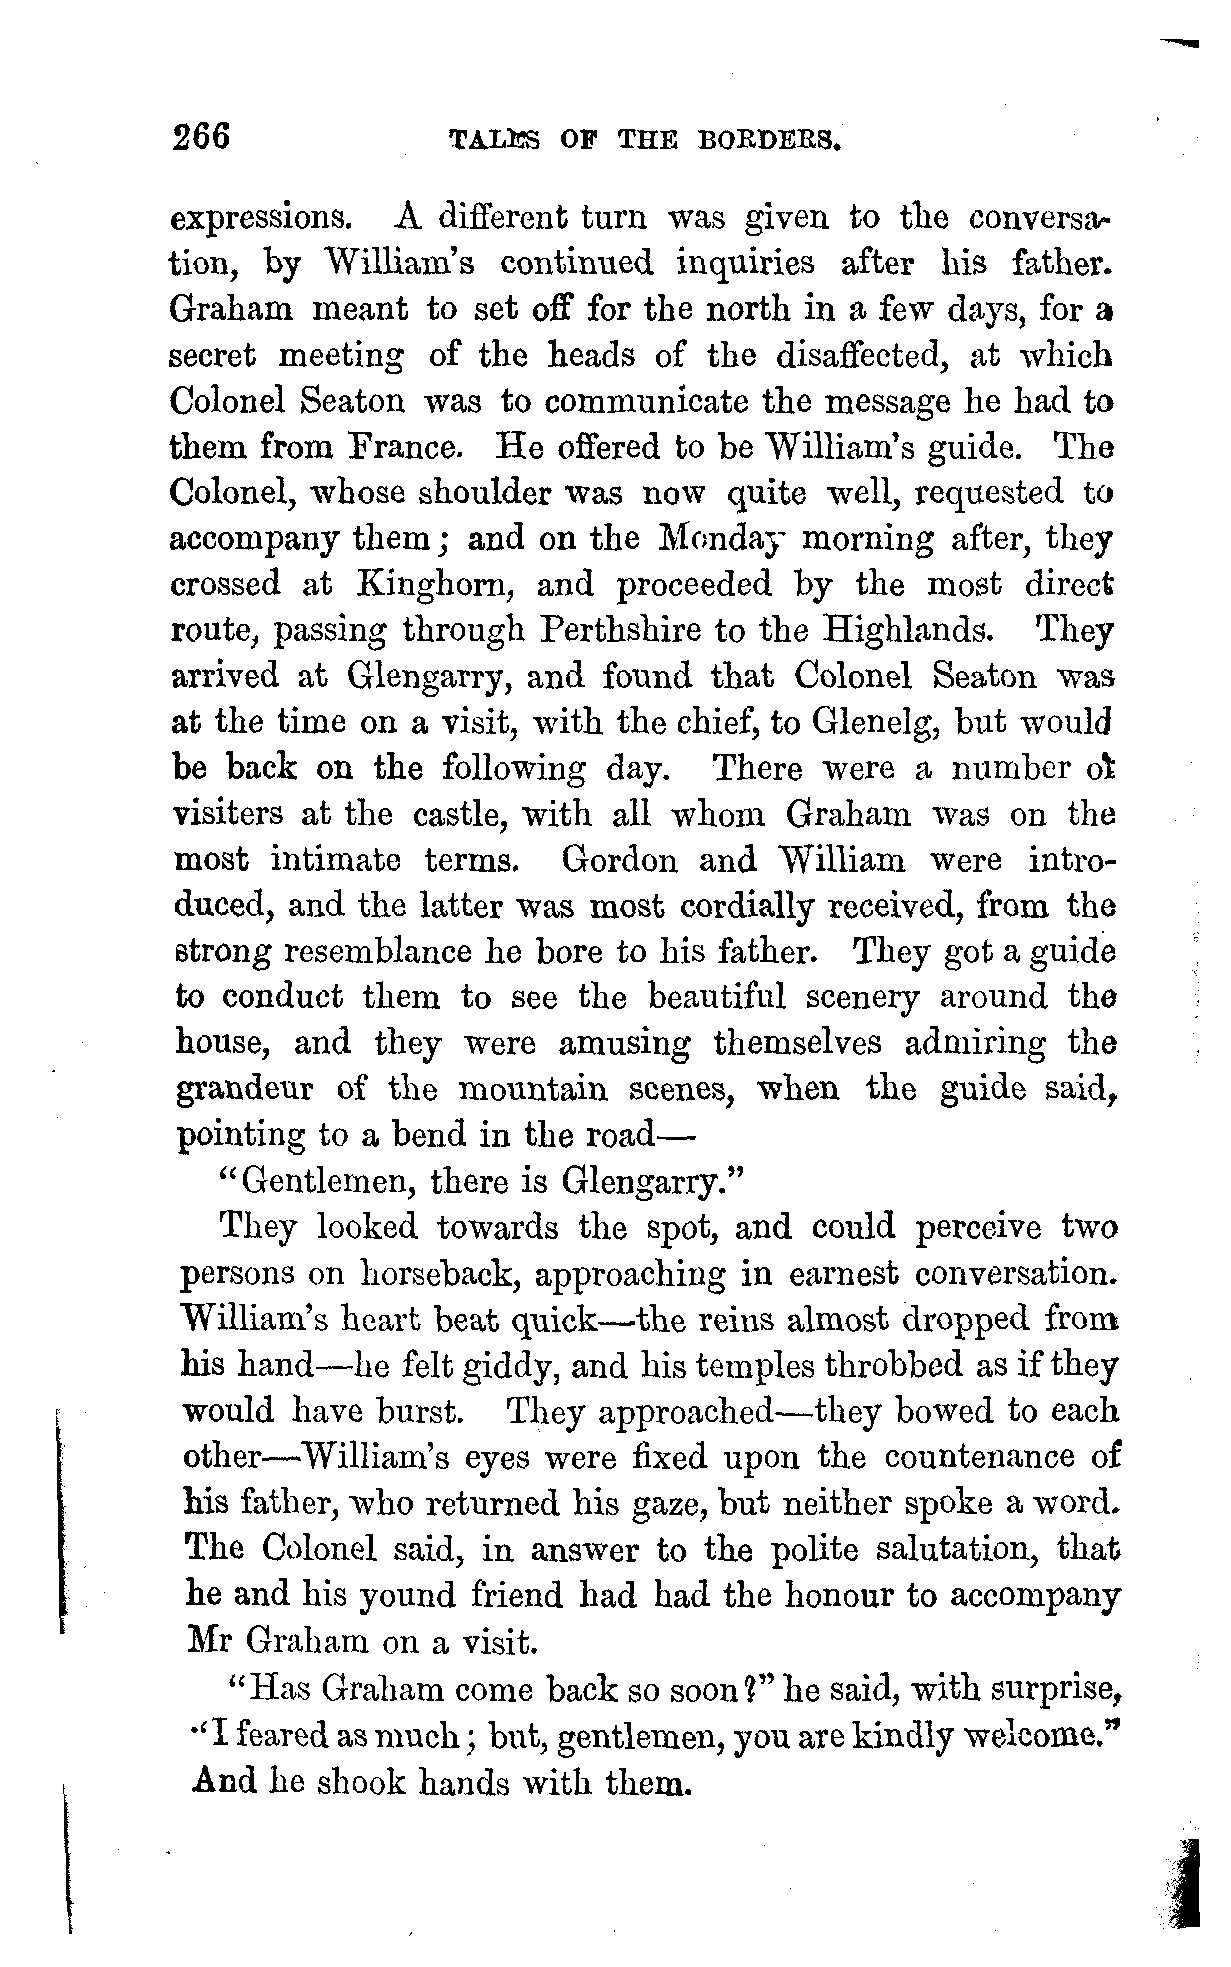 266 TALES OF THE BORDERS.
expressions. A different turn was given to the conversa-
tion, by William's continued inquiries after his father.
Graham meant to set off for the north in a few days, for a
secret meeting of the heads of the disaffected, at which
Colonel Seaton was to communicate the message he had to
them from France. He offered to be William's guide. The
Colonel, whose shoulder was now quite well, requested to
accompany them; and on the Monday morning after, they
crossed at Kinghorn, and proceeded by the most direct
route, passing through Perthshire to the Highlands. They
arrived at Glengarry, and found that Colonel Seaton was
at the time on a visit, with the chief, to Glenelg, but would
be back on the following day. There were a number of
visiters at the castle, with all whom Graham was on the
most intimate terms. Gordon and William were intro-
duced, and the latter was most cordially received, from the
strong resemblance he bore to his father. They got a guide
to conduct them to see the beautiful scenery around the
house, and they were amusing themselves admiring the
grandeur of the mountain scenes, when the guide said,
pointing to a bend in the road—
"Gentlemen, there is Glengarry."
They looked towards the spot, and could perceive two
persons on horseback, approaching in earnest conversation.
William's heart beat quick—the reins almost dropped from
his hand—he felt giddy, and his temples throbbed as if they
would have burst. They approached—they bowed to each
other—William's eyes were fixed upon the countenance of
his father, who returned his gaze, but neither spoke a word.
The Colonel said, in answer to the polite salutation, that
he and his yound friend had had the honour to accompany
Mr Graham on a visit.
"Has Graham come back so soon?" he said, with surprise,
"I feared as much; but, gentlemen, you are kindly welcome."
And he shook hands with them.